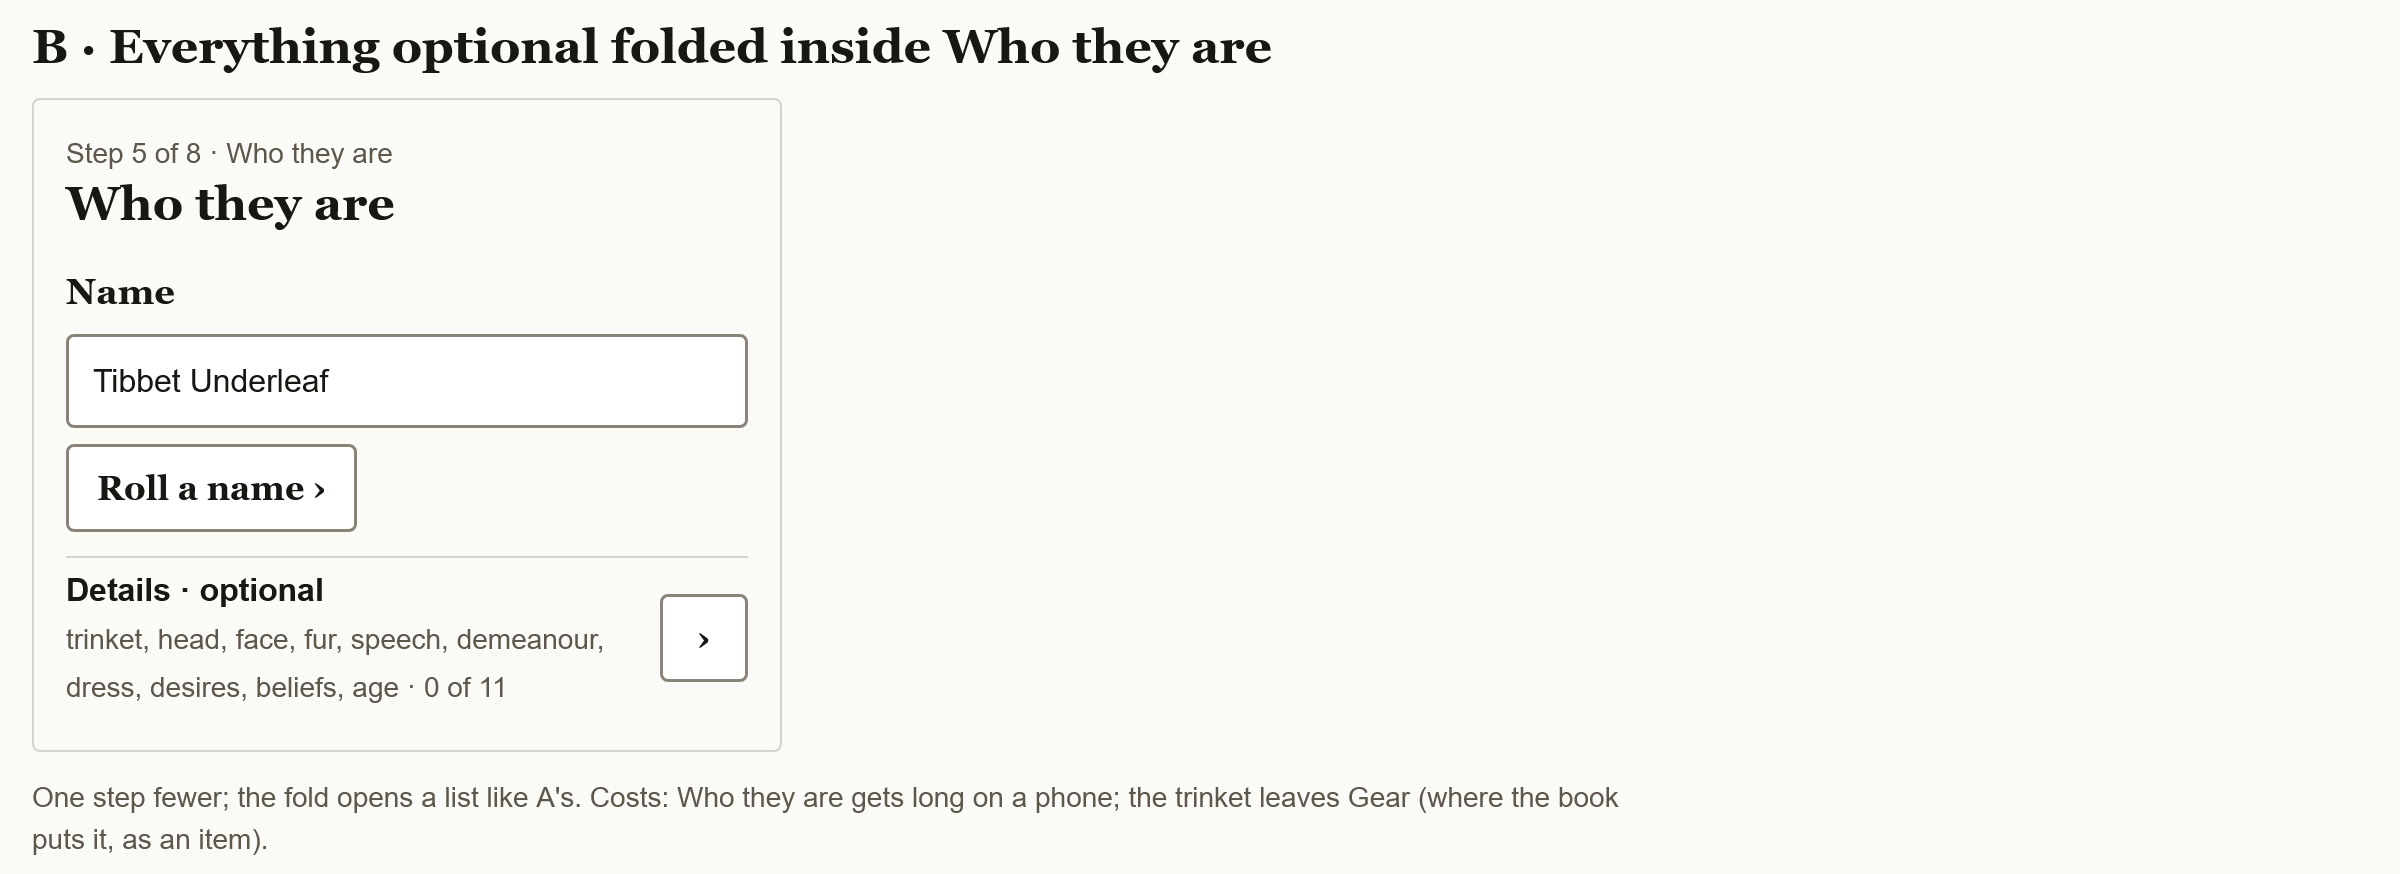 B · Everything optional folded inside Who they are
Step 5 of 8 · Who they are
Who they are
Name
Tibbet Underleaf
Roll a name ›
Details · optional
trinket, head, face, fur, speech, demeanour,
dress, desires, beliefs, age · 0 of 11
›
One step fewer; the fold opens a list like A's. Costs: Who they are gets long on a phone; the trinket leaves Gear (where the book
puts it, as an item).